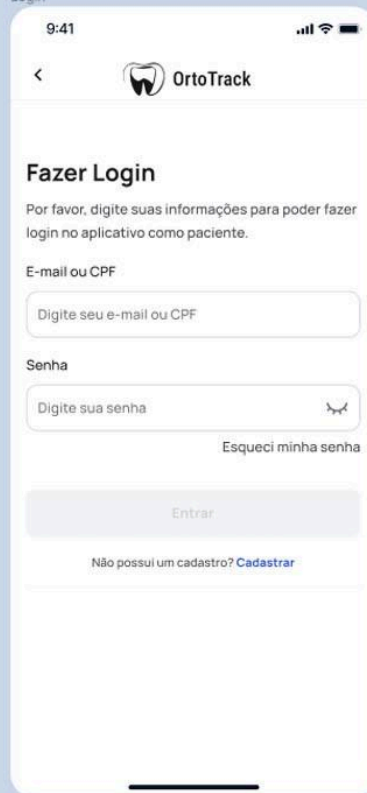 Login
9:41
OrtoTrack
Fazer Login
Por favor, digite suas informações para poder fazer
login no aplicativo como paciente.
E-mail ou CPF
Digite seu e-mail ou CPF
Senha
Digite sua senha
Esqueci minha senha
Entrar
Não possui um cadastro? Cadastrar